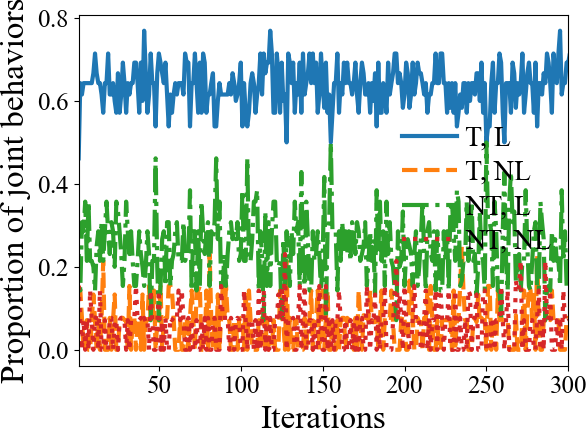 Proportion of joint behaviors
0.8
0.6
0.4
0.2
0.0
T, L
T, NL
NT, L
NT, NL
50 100 150 200 250 300
Iterations